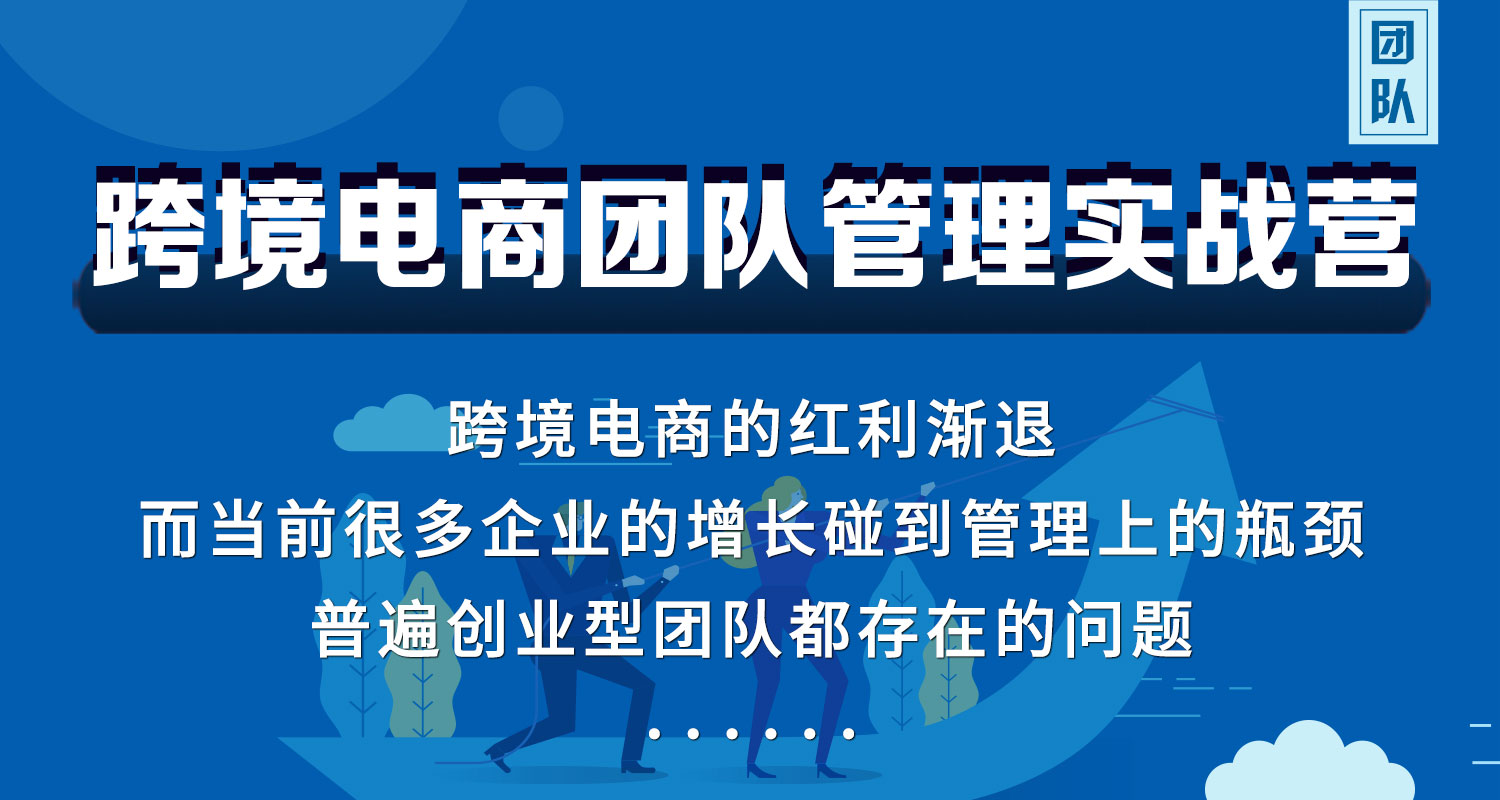 团队
跨境电商团队管理实战营
跨境电商的红利渐退
而当前很多企业的增长碰到管理上的瓶颈
普遍创业型团队都存在的问题
······